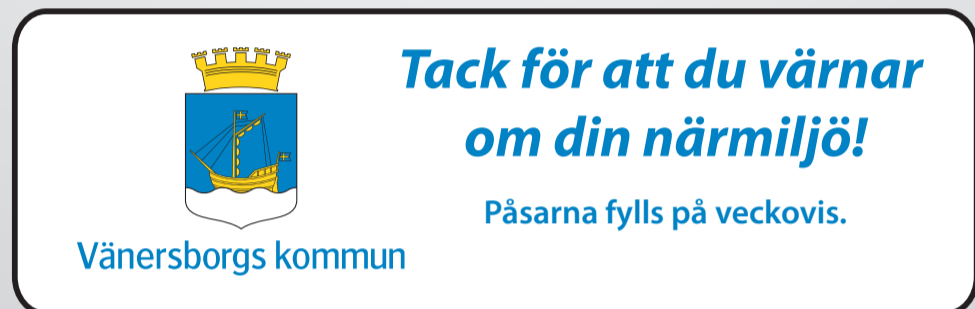 Tack för att du värnar
om din närmiljö!
Påsarna fylls på veckovis.
Vänersborgs kommun